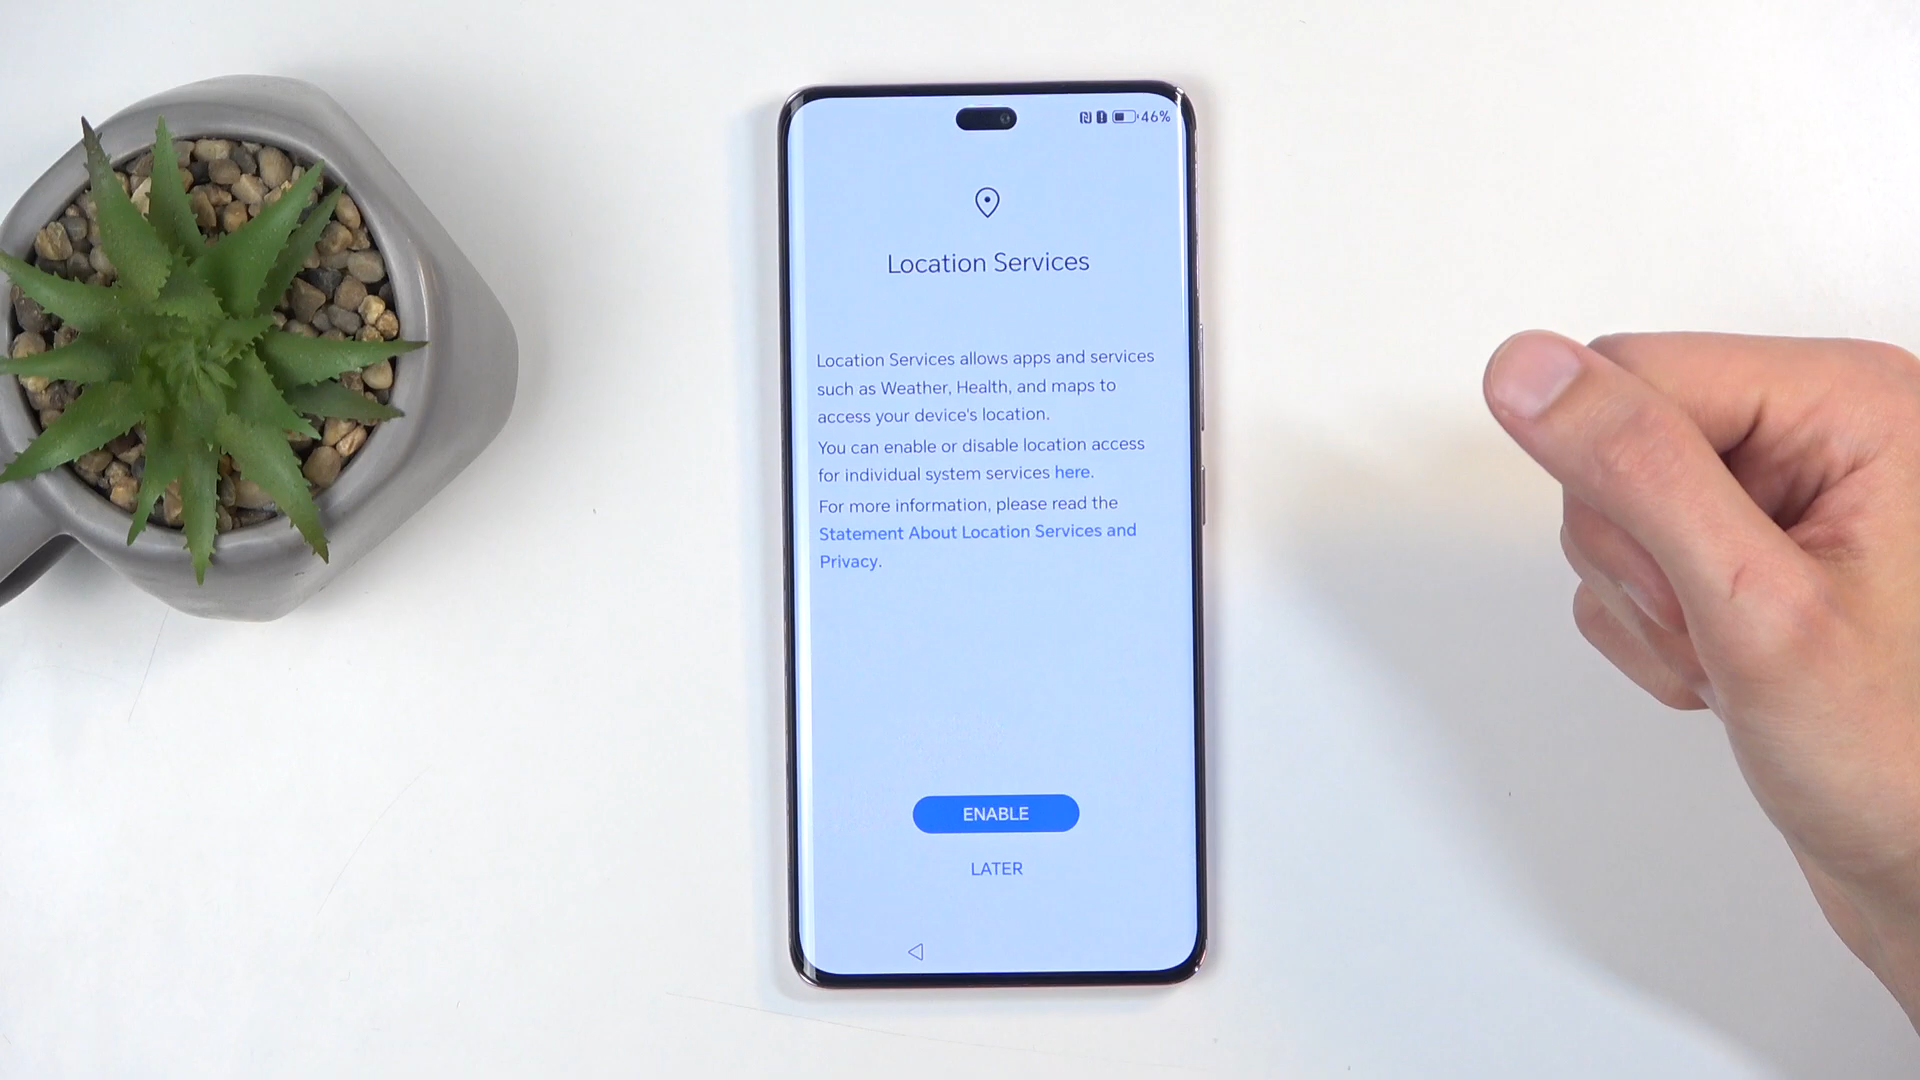 46%
Location Services
Location Services allows apps and services
such as Weather, Health, and maps to
access your device's location.
You can enable or disable location access
for individual system services here.
For more information, please read the
Statement About Location Services and
Privacy.
ENABLE
LATER